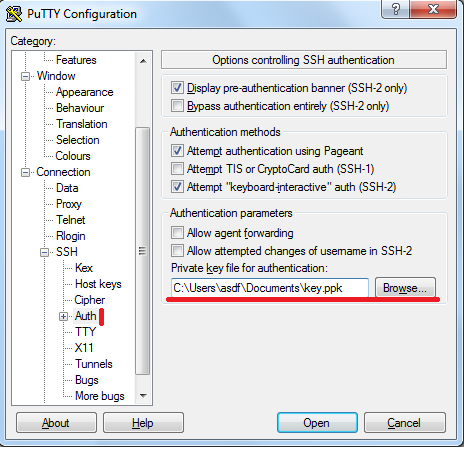 PuTTY Configuration
?
Category:
Features
Window
Appearance
Behaviour
Translation
Selection
Colours
Connection
Data
Proxy
Telnet
Rlogin
SSH
Kex
Host keys
Cipher
Auth
TTY
X11
Tunnels
Bugs
More bugs
Options controlling SSH authentication
Display pre-authentication banner (SSH-2 only)
Bypass authentication entirely (SSH-2 only)
Authentication methods
Attempt authentication using Pageant
Attempt TIS or CryptoCard auth (SSH-1)
Attempt "keyboard-interactive" auth (SSH-2)
Authentication parameters
Allow agent forwarding
Allow attempted changes of username in SSH-2
Private key file for authentication:
C:\Users\asdf\Documents\key.ppk Browse...
About Help Open Cancel